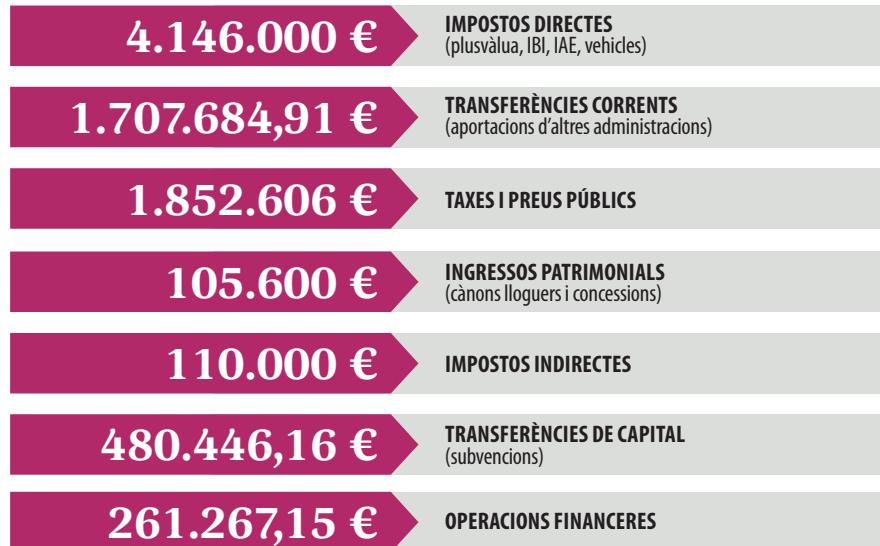 4.146.000 €
IMPOSTOS DIRECTES
(plusvàlua, IBI, IAE, vehicles)
1.707.684,91 €
TRANSFERÈNCIES CORRENTS
(aportacions d'altres administracions)
1.852.606 €
TAXES I PREUS PÚBLICS
105.600 €
INGRESSOS PATRIMONIALS
(cànons lloguers i concessions)
110.000 €
IMPOSTOS INDIRECTES
480.446,16 €
TRANSFERÈNCIES DE CAPITAL
(subvencions)
261.267,15 €
OPERACIONS FINANCERES